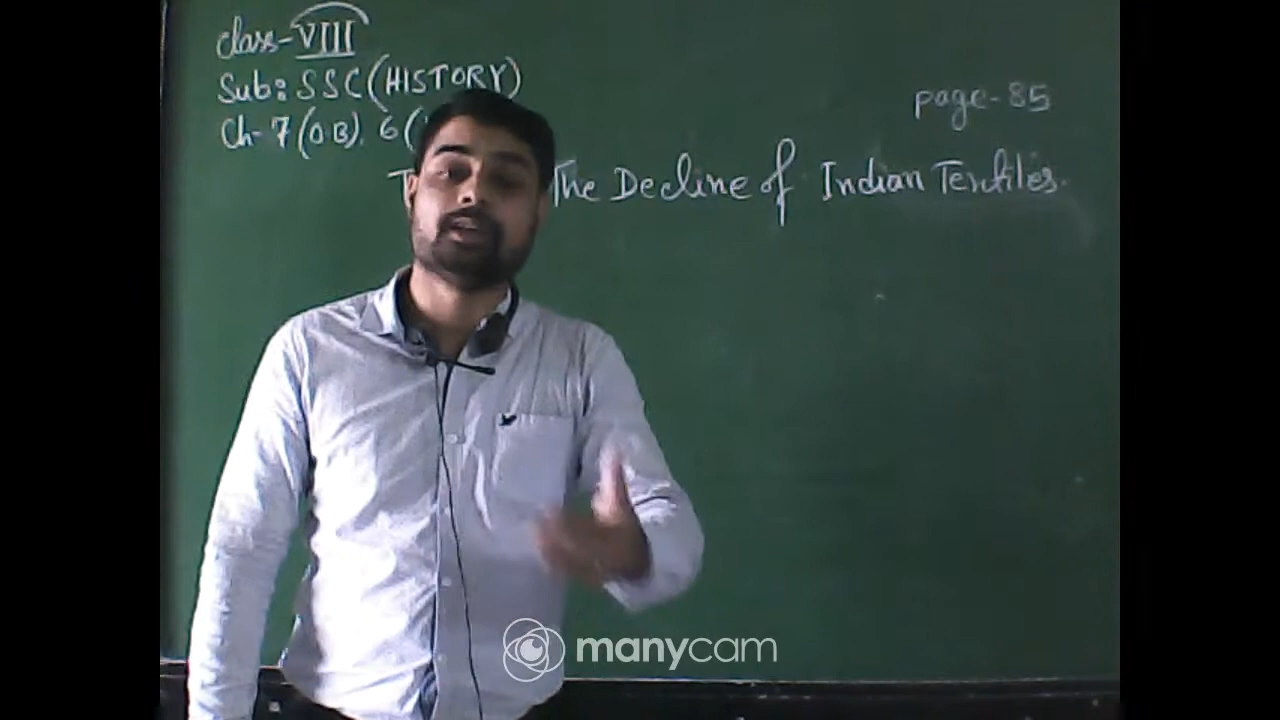 Class-VIII
Sub: SSC (HISTORY)
Ch-7 (OB). 6(
page-85
The Decline of Indian Textiles.
manycam